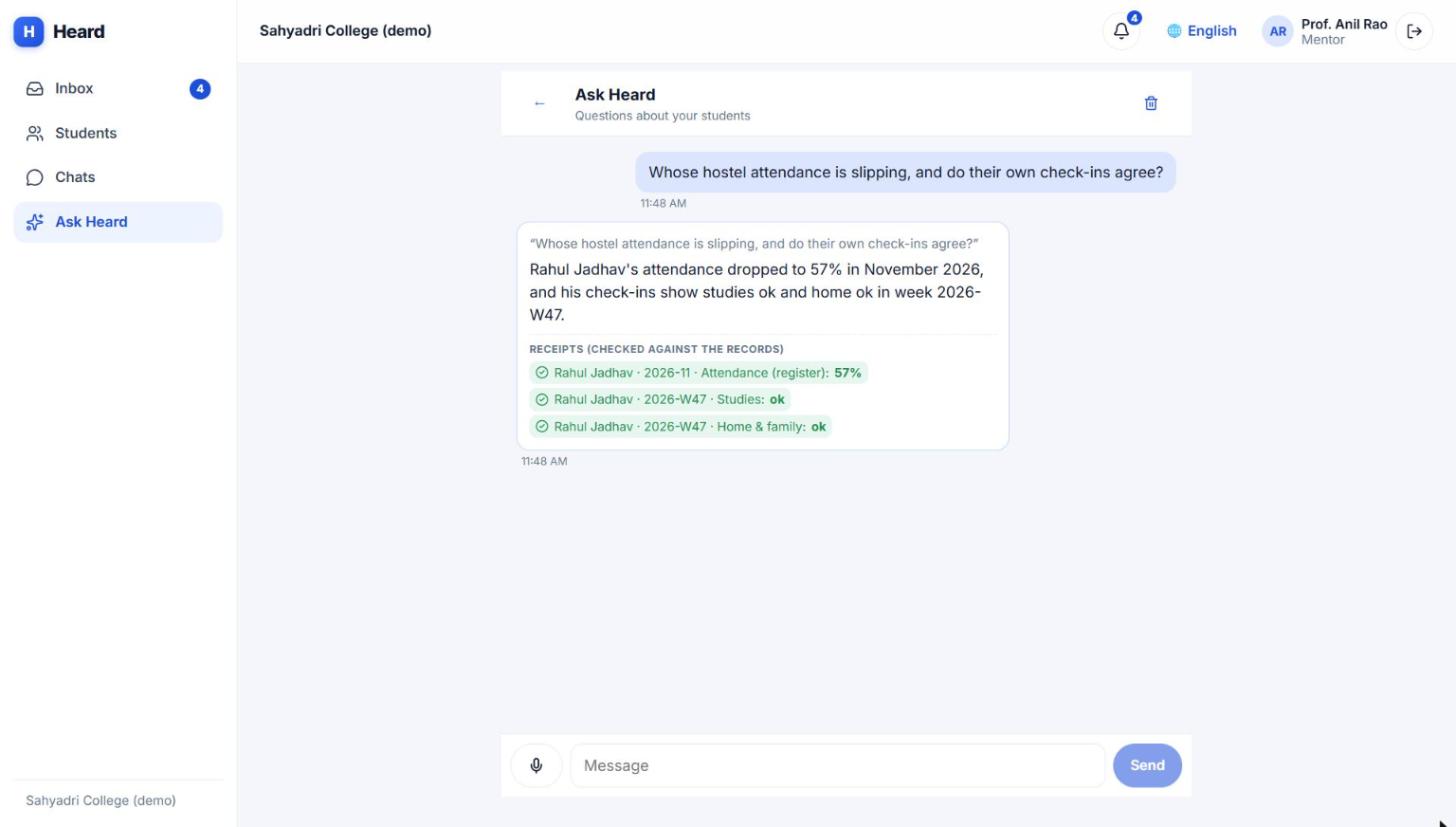 H Heard
Inbox 4
Students
Chats
Ask Heard
Sahyadri College (demo)
Sahyadri College (demo)
4
English
AR
Prof. Anil Rao
Mentor
←
Ask Heard
Questions about your students
Whose hostel attendance is slipping, and do their own check-ins agree?
11:48 AM
“Whose hostel attendance is slipping, and do their own check-ins agree?”
Rahul Jadhav's attendance dropped to 57% in November 2026,
and his check-ins show studies ok and home ok in week 2026-
W47.
RECEIPTS (CHECKED AGAINST THE RECORDS)
Rahul Jadhav · 2026-11 · Attendance (register): 57%
Rahul Jadhav · 2026-W47 · Studies: ok
Rahul Jadhav · 2026-W47 · Home & family: ok
11:48 AM
Message
Send